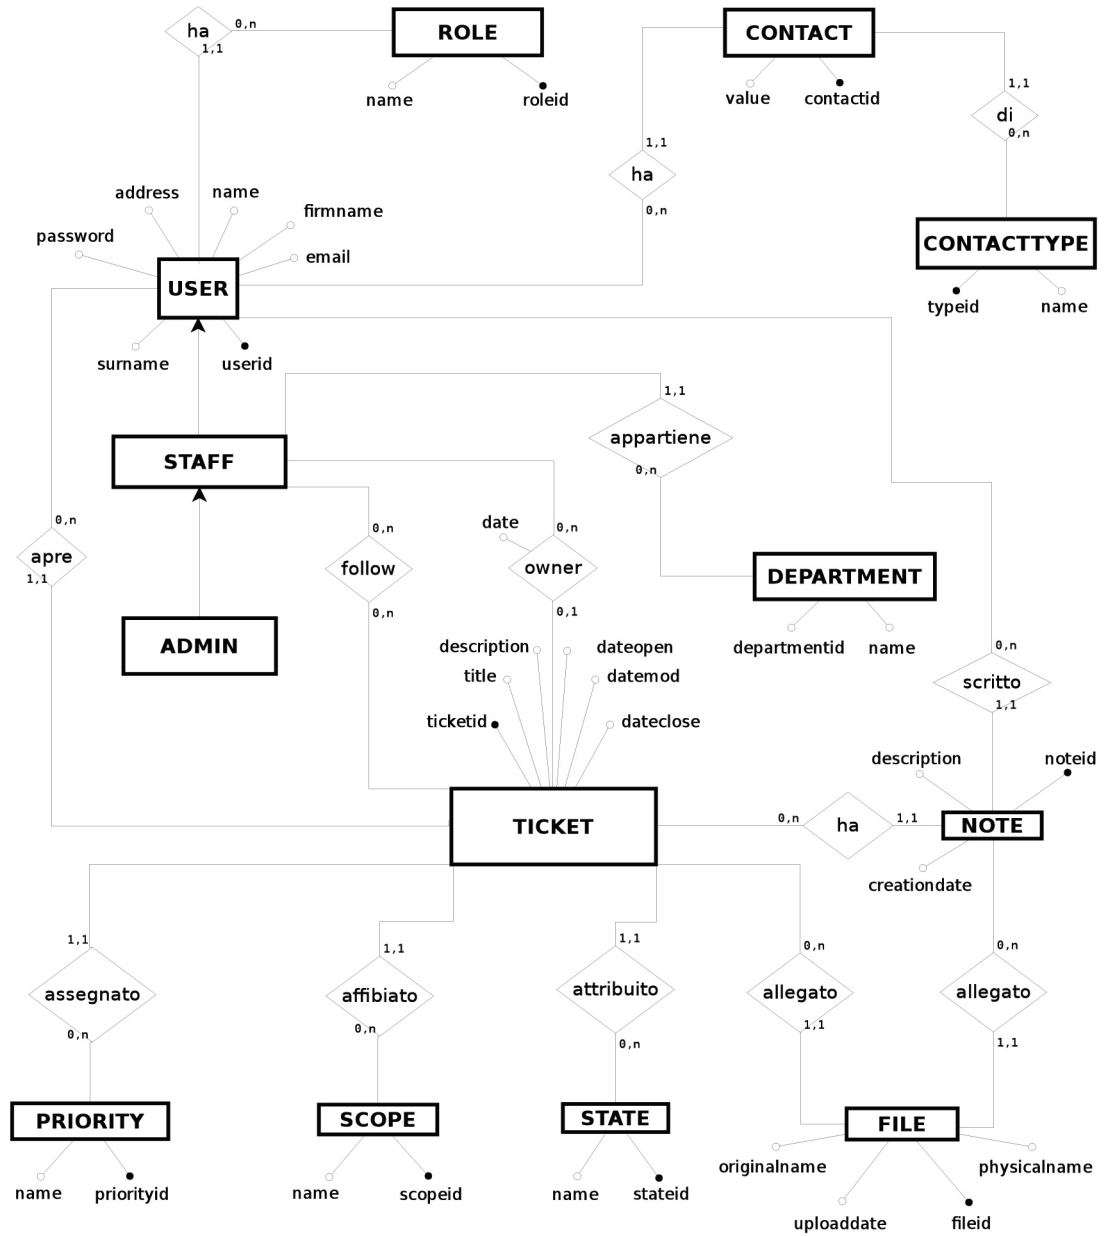 ha
0,n
1,1
ROLE
name
roleid
CONTACT
value
contactid
1,1
di
0,n
1,1
ha
0,n
CONTACTTYPE
typeid
name
address
name
firmname
password
email
USER
surname
userid
1,1
appartiene
0,n
STAFF
0,n
apre
1,1
0,n
follow
0,n
date
0,n
owner
0,1
DEPARTMENT
departmentid
name
ADMIN
description
dateopen
title
datemod
ticketid
dateclose
0,n
scritto
1,1
description
noteid
TICKET
0,n
ha
1,1
NOTE
creationdate
1,1
assegnato
0,n
1,1
affibiato
0,n
1,1
attribuito
0,n
0,n
allegato
1,1
0,n
allegato
1,1
PRIORITY
name
priorityid
SCOPE
name
scopeid
STATE
name
stateid
FILE
originalname
physicalname
uploaddate
fileid